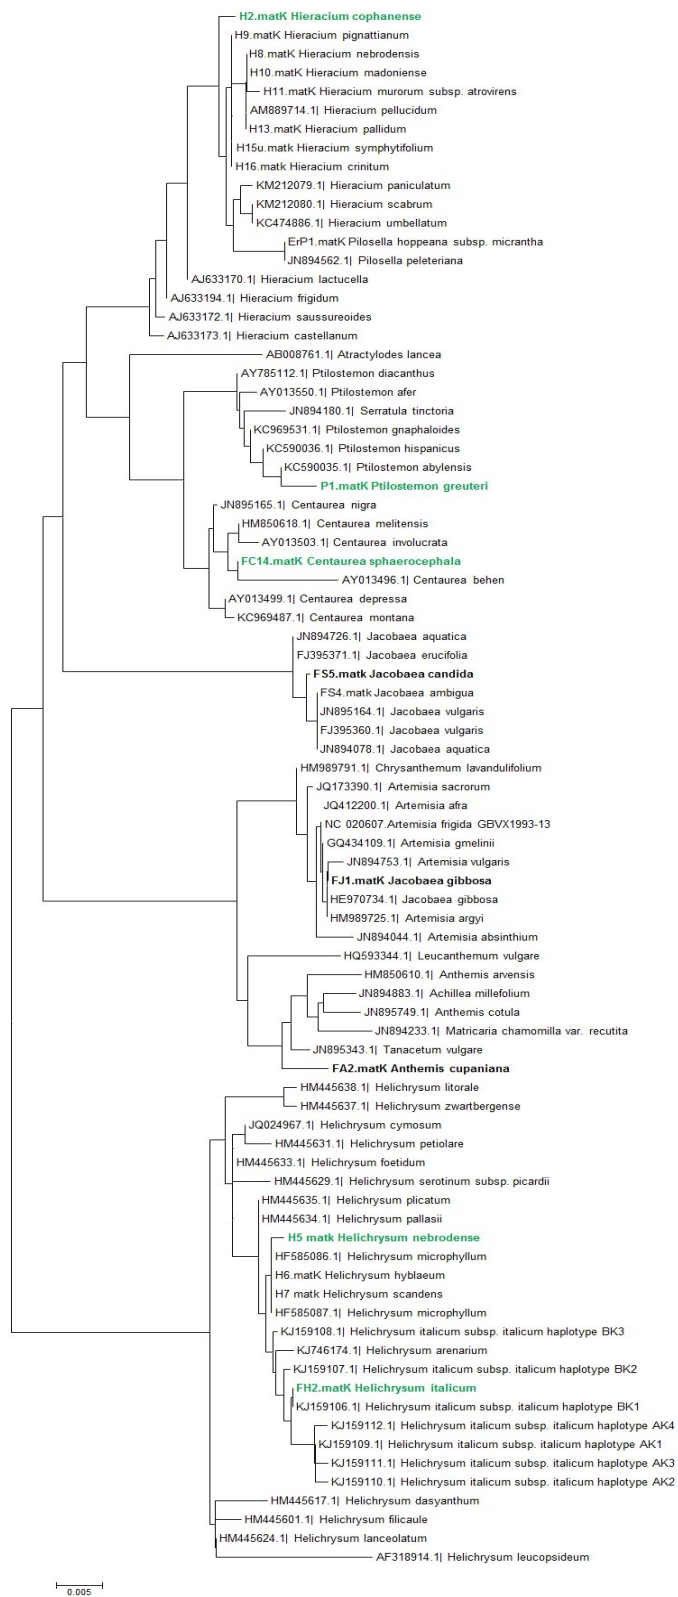 H2.matK Hieracium cophanense
H9.matK Hieracium pignattianum
H8.matK Hieracium nebrodensis
H10.matK Hieracium madoniense
H11.matK Hieracium murorum subsp. atrovirens
AM889714.1| Hieracium pellucidum
H13.matK Hieracium pallidum
H15u.matk Hieracium symphytifolium
H16.matk Hieracium crinitum
KM212079.1| Hieracium paniculatum
KM212080.1| Hieracium scabrum
KC474886.1| Hieracium umbellatum
ErP1.matK Pilosella hoppeana subsp. micrantha
JN894562.1| Pilosella peleteriana
AJ633170.1| Hieracium lactucella
AJ633194.1| Hieracium frigidum
AJ633172.1| Hieracium saussureoides
AJ633173.1| Hieracium castellanum
AB008761.1| Atractylodes lancea
AY785112.1| Ptilostemon diacanthus
AY013550.1| Ptilostemon afer
JN894180.1| Serratula tinctoria
KC969531.1| Ptilostemon gnaphaloides
KC590036.1| Ptilostemon hispanicus
KC590035.1| Ptilostemon abylensis
P1.matK Ptilostemon greuteri
JN895165.1| Centaurea nigra
HM850618.1| Centaurea melitensis
AY013503.1| Centaurea involucrata
FC14.matK Centaurea sphaerocephala
AY013496.1| Centaurea behen
AY013499.1| Centaurea depressa
KC969487.1| Centaurea montana
JN894726.1| Jacobaea aquatica
FJ395371.1| Jacobaea erucifolia
FS5.matk Jacobaea candida
FS4.matk Jacobaea ambigua
JN895164.1| Jacobaea vulgaris
FJ395360.1| Jacobaea vulgaris
JN894078.1| Jacobaea aquatica
HM989791.1| Chrysanthemum lavandulifolium
JQ173390.1| Artemisia sacrorum
JQ412200.1| Artemisia afra
NC 020607.Artemisia frigida GBVX1993-13
GQ434109.1| Artemisia gmelinii
JN894753.1| Artemisia vulgaris
FJ1.matK Jacobaea gibbosa
HE970734.1| Jacobaea gibbosa
HM989725.1| Artemisia argyi
JN894044.1| Artemisia absinthium
HQ593344.1| Leucanthemum vulgare
HM850610.1| Anthemis arvensis
JN894883.1| Achillea millefolium
JN895749.1| Anthemis cotula
JN894233.1| Matricaria chamomilla var. recutita
JN895343.1| Tanacetum vulgare
FA2.matK Anthemis cupaniana
HM445638.1| Helichrysum litorale
HM445637.1| Helichrysum zwartbergense
JQ024967.1| Helichrysum cymosum
HM445631.1| Helichrysum petiolare
HM445633.1| Helichrysum foetidum
HM445629.1| Helichrysum serotinum subsp. picardii
HM445635.1| Helichrysum plicatum
HM445634.1| Helichrysum pallasii
H5 matk Helichrysum nebrodense
HF585086.1| Helichrysum microphyllum
H6.matK Helichrysum hyblaeum
H7 matk Helichrysum scandens
HF585087.1| Helichrysum microphyllum
KJ159108.1| Helichrysum italicum subsp. italicum haplotype BK3
KJ746174.1| Helichrysum arenarium
KJ159107.1| Helichrysum italicum subsp. italicum haplotype BK2
FH2.matK Helichrysum italicum
KJ159106.1| Helichrysum italicum subsp. italicum haplotype BK1
KJ159112.1| Helichrysum italicum subsp. italicum haplotype AK4
KJ159109.1| Helichrysum italicum subsp. italicum haplotype AK1
KJ159111.1| Helichrysum italicum subsp. italicum haplotype AK3
KJ159110.1| Helichrysum italicum subsp. italicum haplotype AK2
HM445617.1| Helichrysum dasyanthum
HM445601.1| Helichrysum filicaule
HM445624.1| Helichrysum lanceolatum
AF318914.1| Helichrysum leucopsideum
0.005